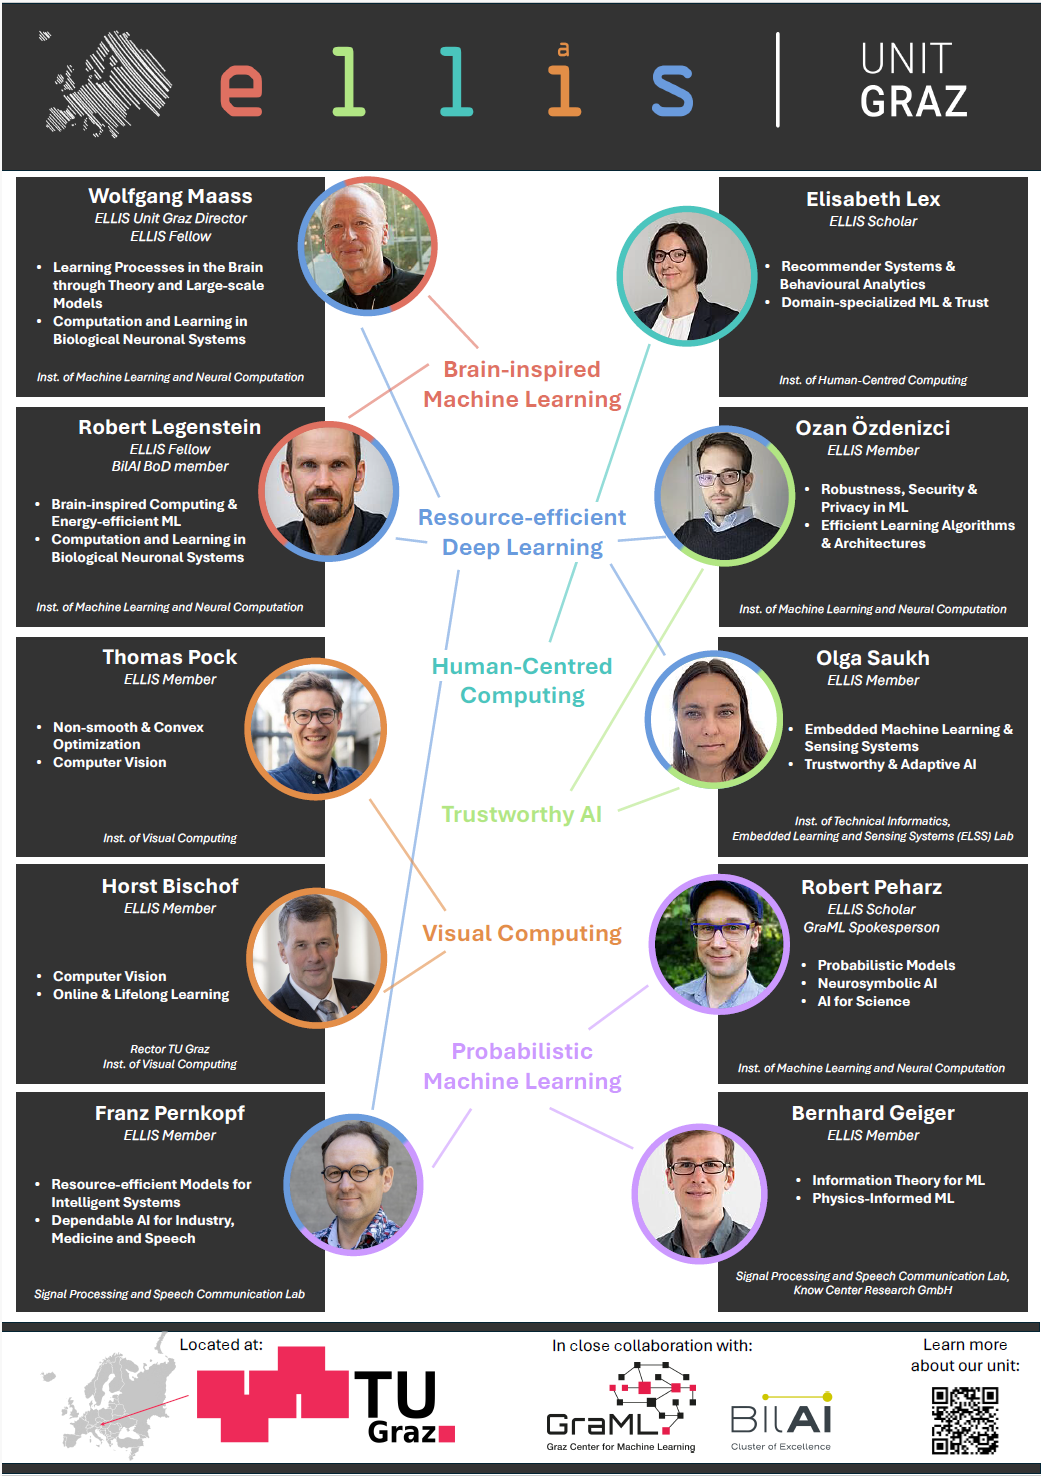 ellis
a
UNIT
GRAZ
Wolfgang Maass
ELLIS Unit Graz Director
ELLIS Fellow
• Learning Processes in the Brain
through Theory and Large-scale
Models
• Computation and Learning in
Biological Neuronal Systems
Inst. of Machine Learning and Neural Computation
Elisabeth Lex
ELLIS Scholar
• Recommender Systems &
Behavioural Analytics
• Domain-specialized ML & Trust
Inst. of Human-Centred Computing
Brain-inspired
Machine Learning
Robert Legenstein
ELLIS Fellow
BilAI BoD member
• Brain-inspired Computing &
Energy-efficient ML
• Computation and Learning in
Biological Neuronal Systems
Inst. of Machine Learning and Neural Computation
Resource-efficient
Deep Learning
Ozan Özdenizci
ELLIS Member
• Robustness, Security &
Privacy in ML
• Efficient Learning Algorithms
& Architectures
Inst. of Machine Learning and Neural Computation
Thomas Pock
ELLIS Member
• Non-smooth & Convex
Optimization
• Computer Vision
Inst. of Visual Computing
Human-Centred
Computing
Olga Saukh
ELLIS Member
• Embedded Machine Learning &
Sensing Systems
• Trustworthy & Adaptive AI
Inst. of Technical Informatics,
Embedded Learning and Sensing Systems (ELSS) Lab
Trustworthy AI
Horst Bischof
ELLIS Member
• Computer Vision
• Online & Lifelong Learning
Rector TU Graz
Inst. of Visual Computing
Visual Computing
Robert Peharz
ELLIS Scholar
GraML Spokesperson
• Probabilistic Models
• Neurosymbolic AI
• AI for Science
Inst. of Machine Learning and Neural Computation
Probabilistic
Machine Learning
Franz Pernkopf
ELLIS Member
• Resource-efficient Models for
Intelligent Systems
• Dependable AI for Industry,
Medicine and Speech
Signal Processing and Speech Communication Lab
Bernhard Geiger
ELLIS Member
• Information Theory for ML
• Physics-Informed ML
Signal Processing and Speech Communication Lab,
Know Center Research GmbH
Located at:
TU
Graz
In close collaboration with:
GraML
Graz Center for Machine Learning
BilAI
Cluster of Excellence
Learn more
about our unit: